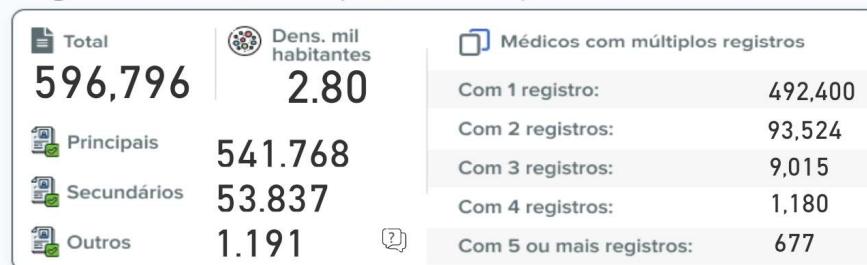 Total
596,796
Dens. mil
habitantes
2.80
Principais
541.768
Secundários
53.837
Outros
1.191
?
Médicos com múltiplos registros
Com 1 registro: 492,400
Com 2 registros: 93,524
Com 3 registros: 9,015
Com 4 registros: 1,180
Com 5 ou mais registros: 677